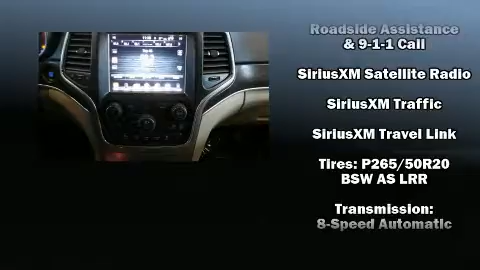 Roadside Assistance
& 9-1-1 Call
SiriusXM Satellite Radio
SiriusXM Traffic
SiriusXM Travel Link
Tires: P265/50R20
BSW AS LRR
Transmission:
8-Speed Automatic